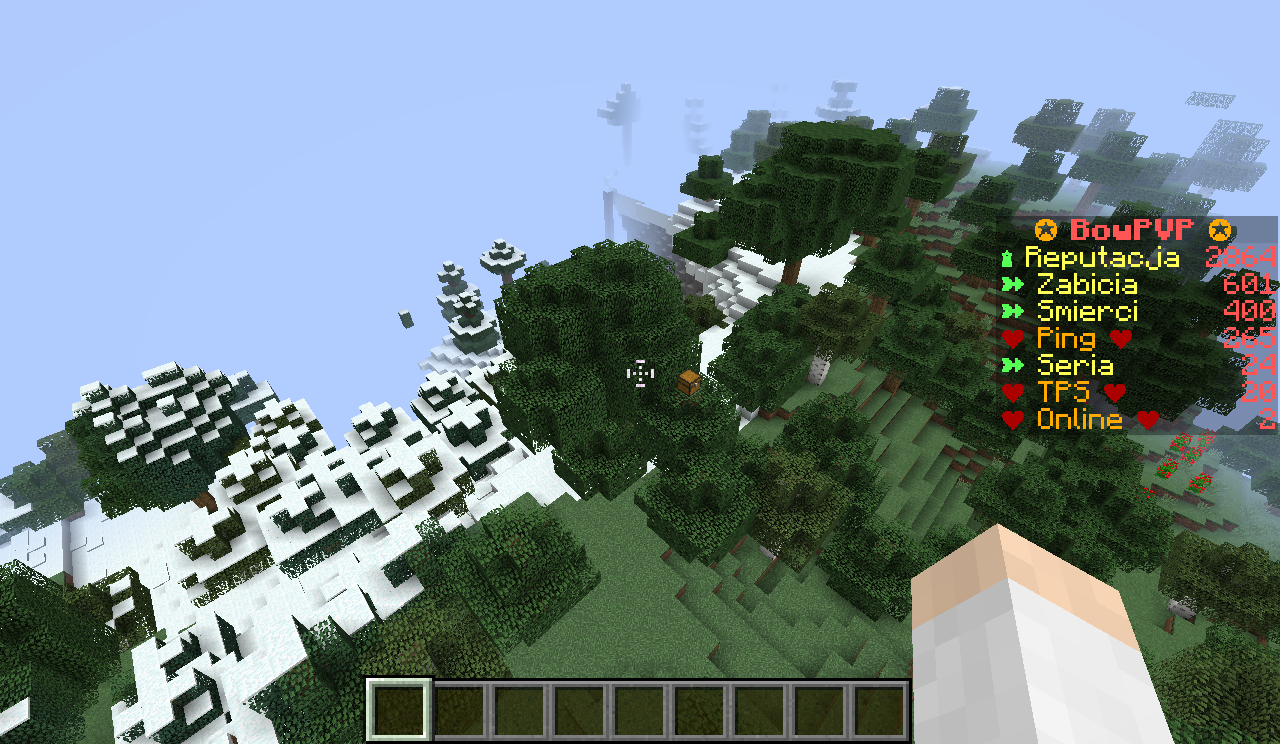 BowPVP
Reputacja 2064
Zabicia 601
Smierci 400
Ping 265
Seria 24
TPS 20
Online 2